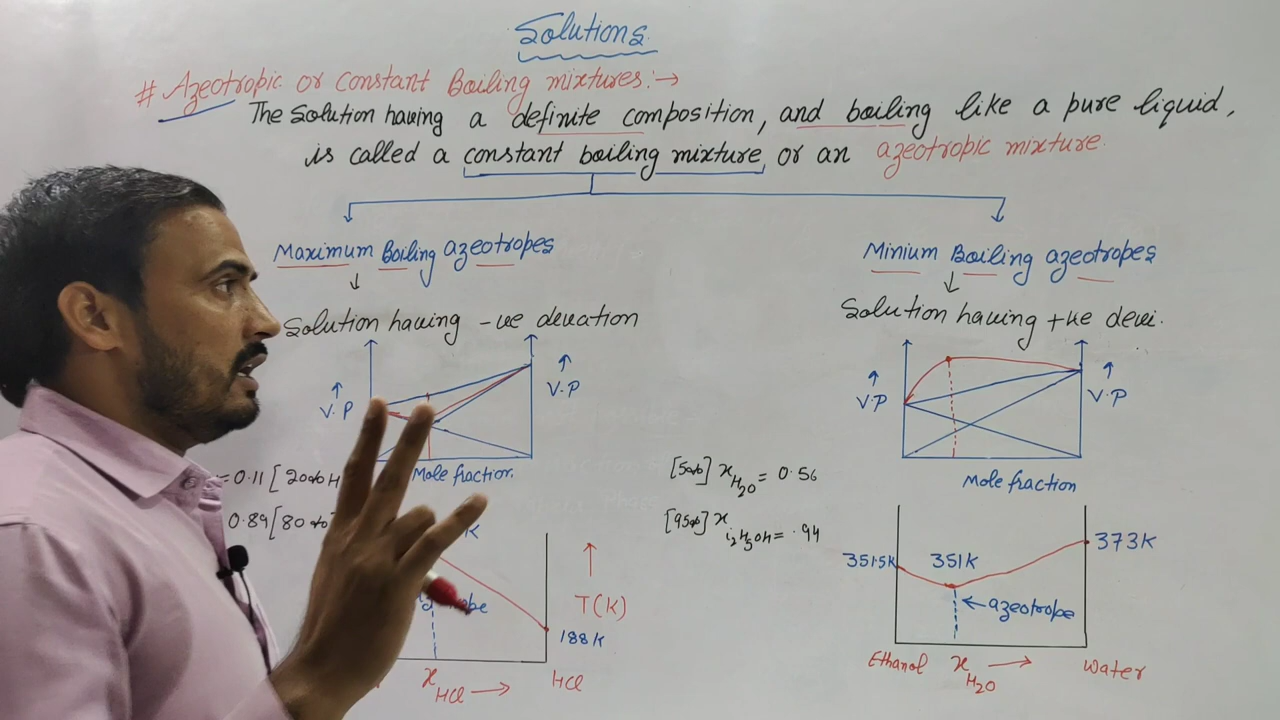 Solutions
# Azeotropic or constant Boiling mixtures:→
The Solution having a definite composition, and boiling like a pure liquid,
is called a constant boiling mixture or an azeotropic mixture.
Maximum Boiling azeotropes
Minium Boiling azeotropes
Solution having -ve deviation
Solution having +ve devi.
V.P
V.P
V.P
V.P
Mole fraction.
Mole fraction
= 0.11 [20%
0.89 [80%
[5%] x H2O = 0.56
[95%] x C2H5OH = .94
K
T(K)
188K
x HCl →
HCl
351.5K
351K
373K
← azeotrope
Ethanol
x H2O →
Water